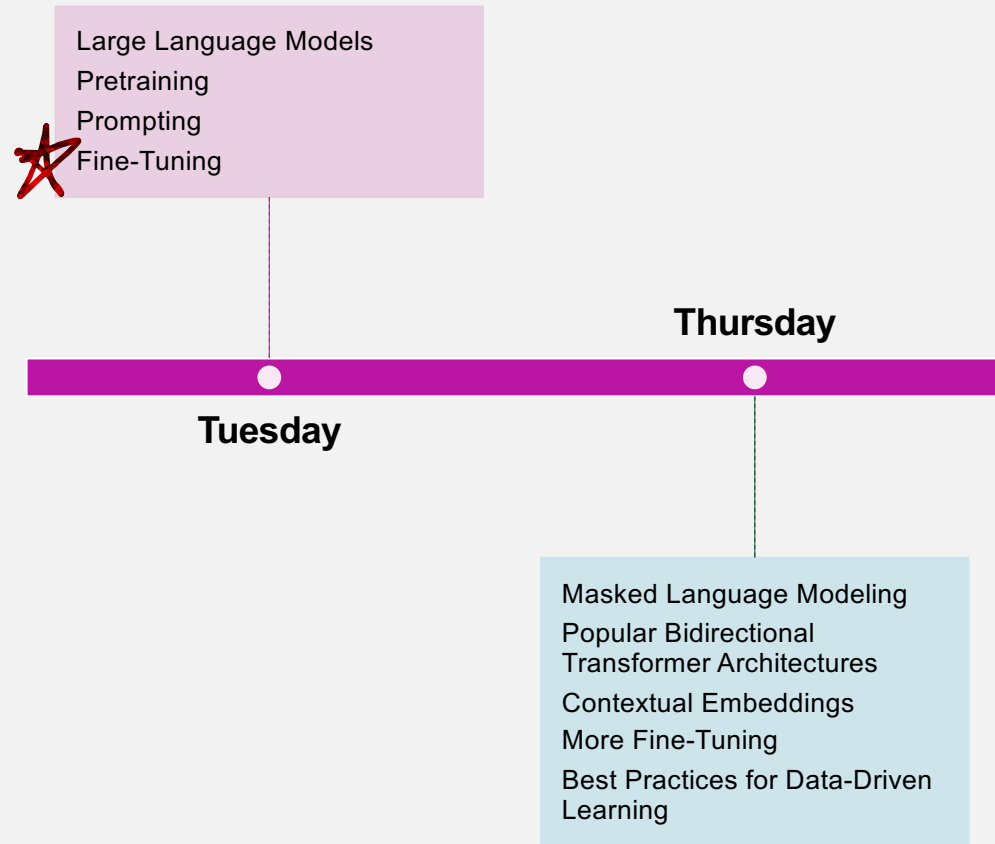 Large Language Models
Pretraining
Prompting
Fine-Tuning
Thursday
Tuesday
Masked Language Modeling
Popular Bidirectional
Transformer Architectures
Contextual Embeddings
More Fine-Tuning
Best Practices for Data-Driven
Learning